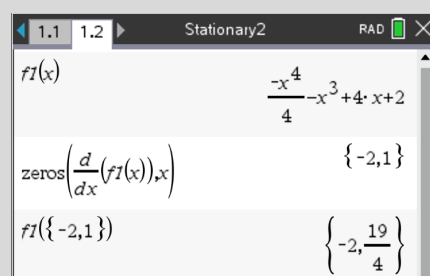 1.1 1.2 Stationary2 RAD
f1(x)
-x^4/4-x^3+4·x+2
zeros(d/dx(f1(x)),x)
{-2,1}
f1({-2,1})
{-2,19/4}